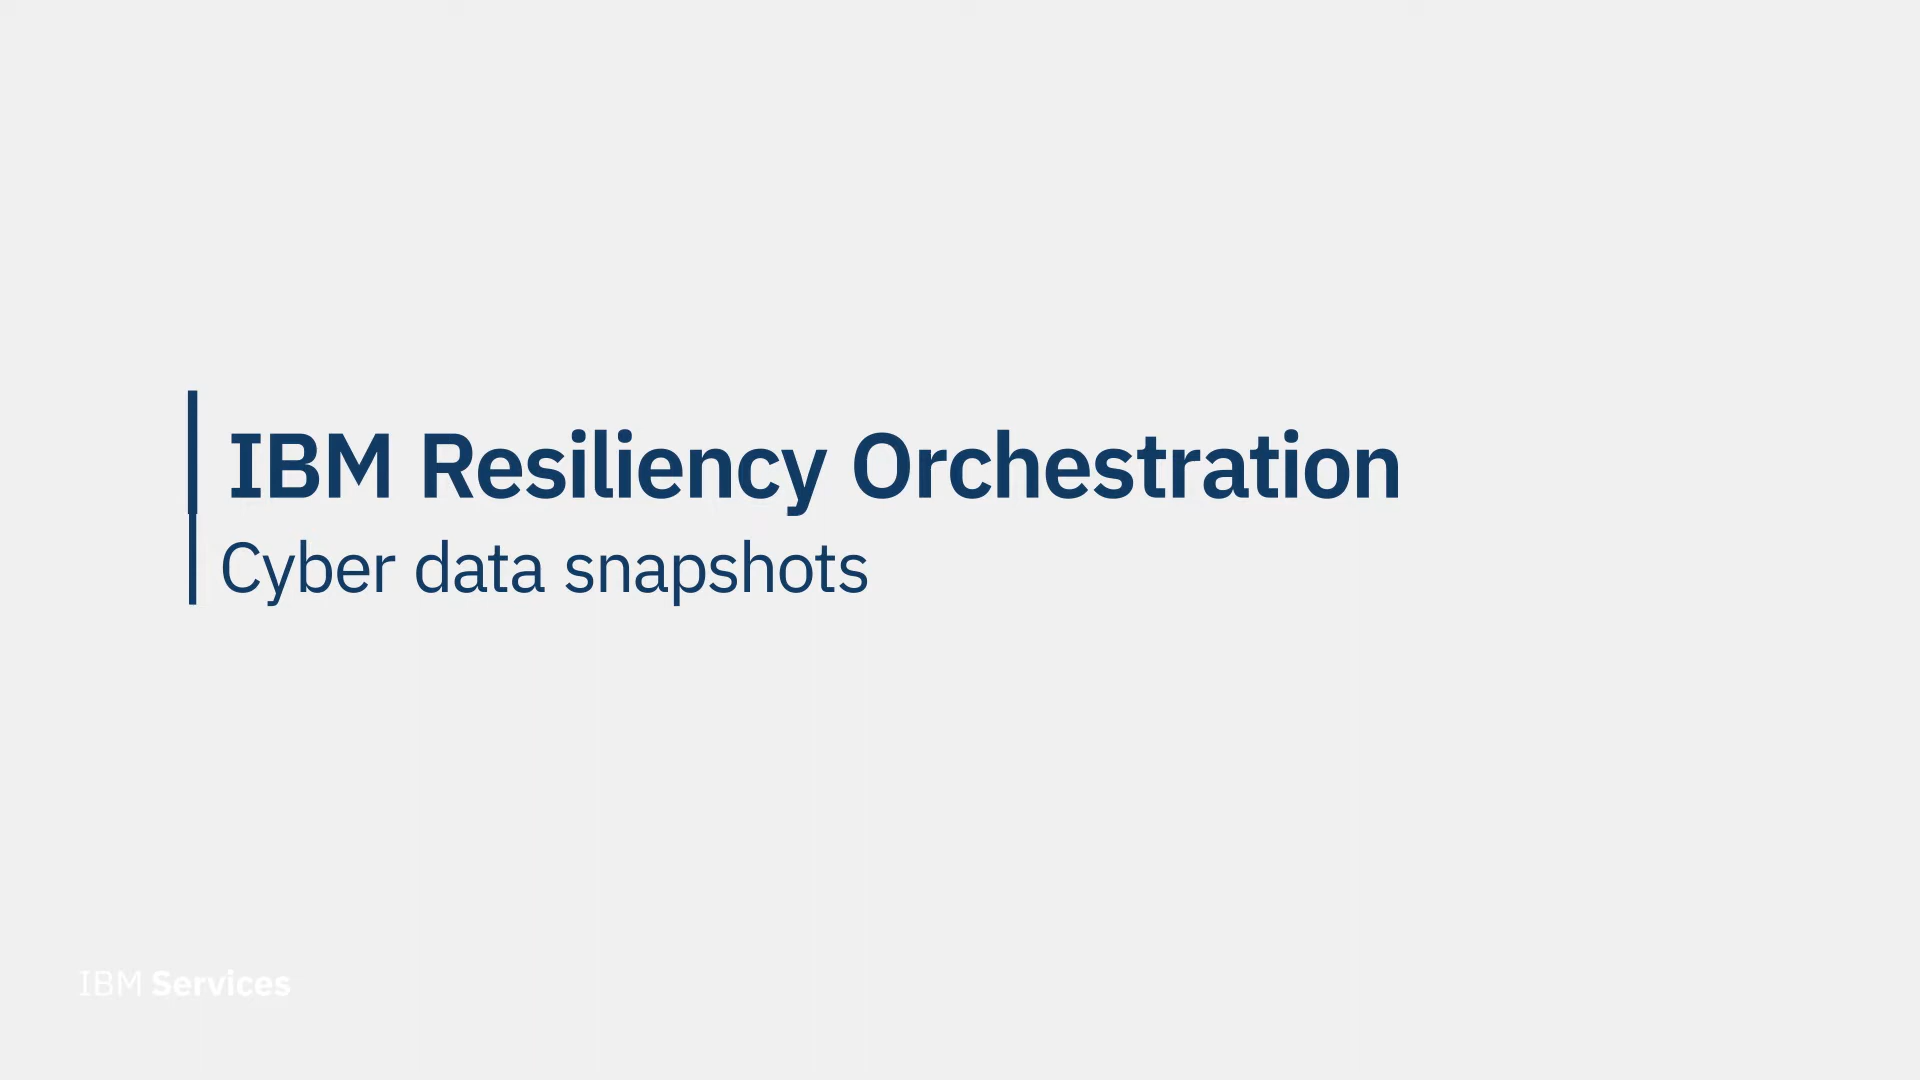 IBM Resiliency Orchestration
Cyber data snapshots
IBM Services